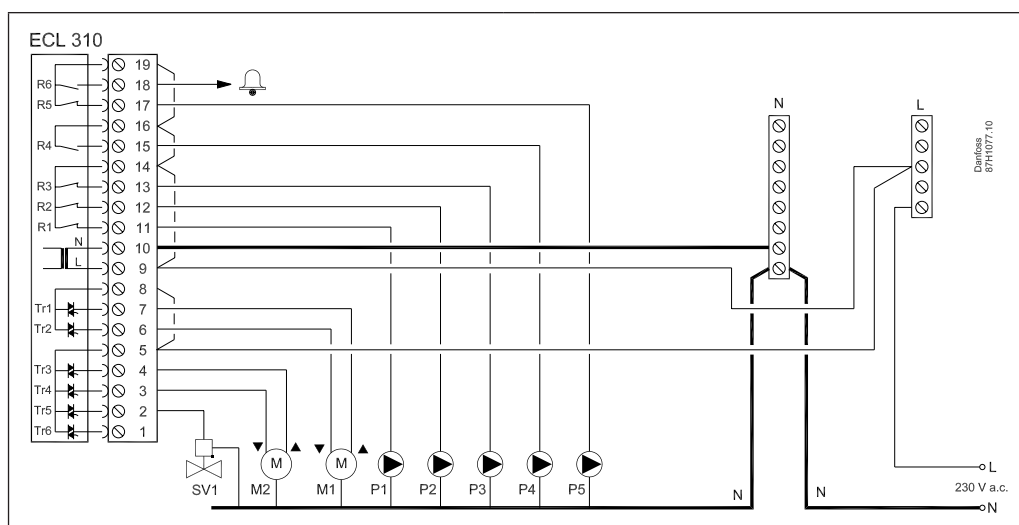 ECL 310
19
R6 18
R5 17
16
R4 15
14
R3 13
R2 12
R1 11
N 10
L 9
8
Tr1 7
Tr2 6
5
Tr3 4
Tr4 3
Tr5 2
Tr6 1
N
L
Danfoss
87H1077.10
M M
SV1 M2 M1 P1 P2 P3 P4 P5
N N
L
230 V a.c.
N